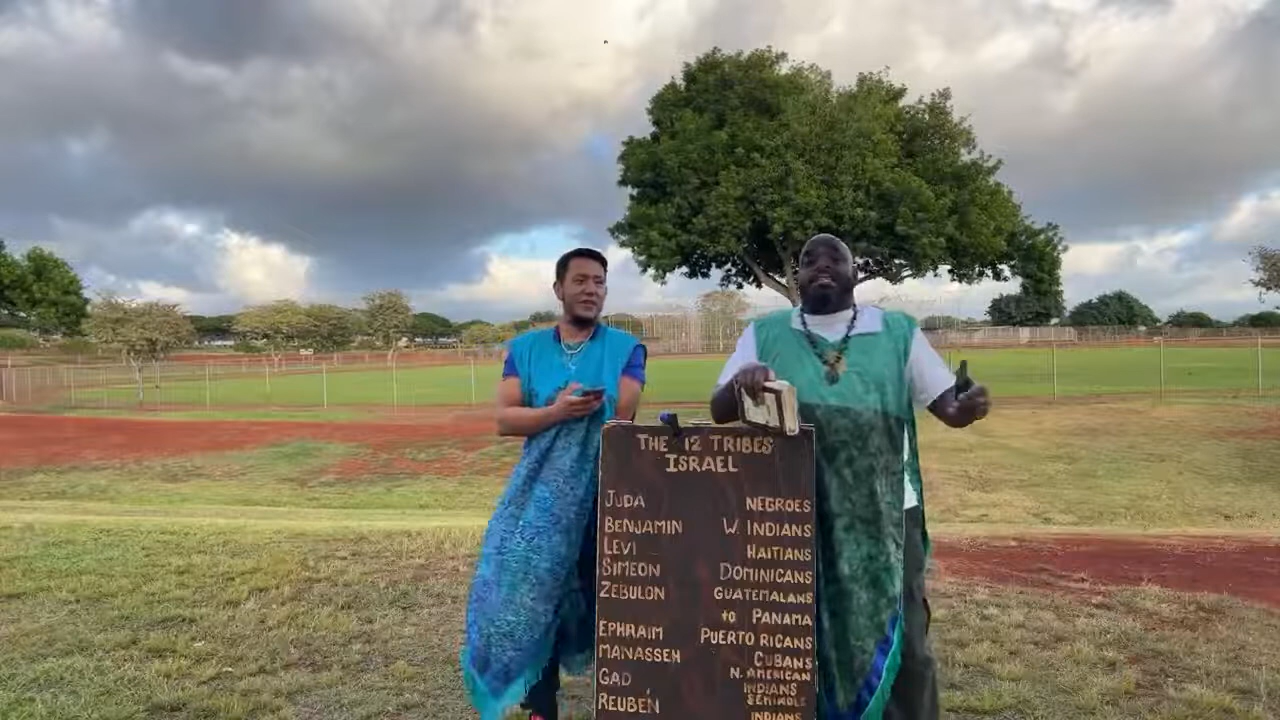 THE 12 TRIBES
ISRAEL
JUDA NEGROES
BENJAMIN W. INDIANS
LEVI HAITIANS
SIMEON DOMINICANS
ZEBULON GUATEMALANS
to PANAMA
EPHRAIM PUERTO RICANS
MANASSEH CUBANS
GAD N. AMERICAN
INDIANS
REUBEN SEMINOLE
INDIANS